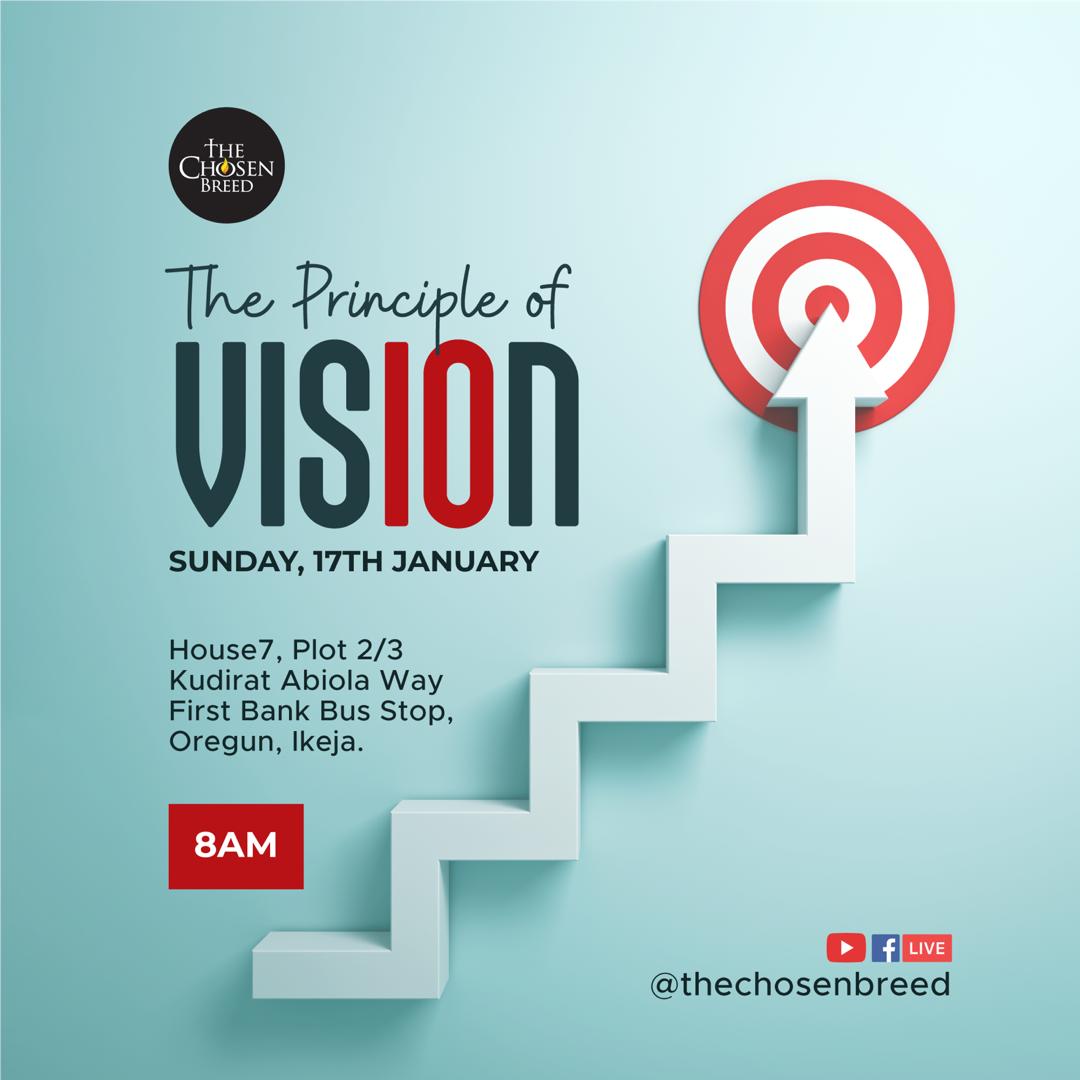 THE
CHOSEN
BREED
The Principle of
VISION
SUNDAY, 17TH JANUARY
House7, Plot 2/3
Kudirat Abiola Way
First Bank Bus Stop,
Oregun, Ikeja.
8AM
f LIVE
@thechosenbreed